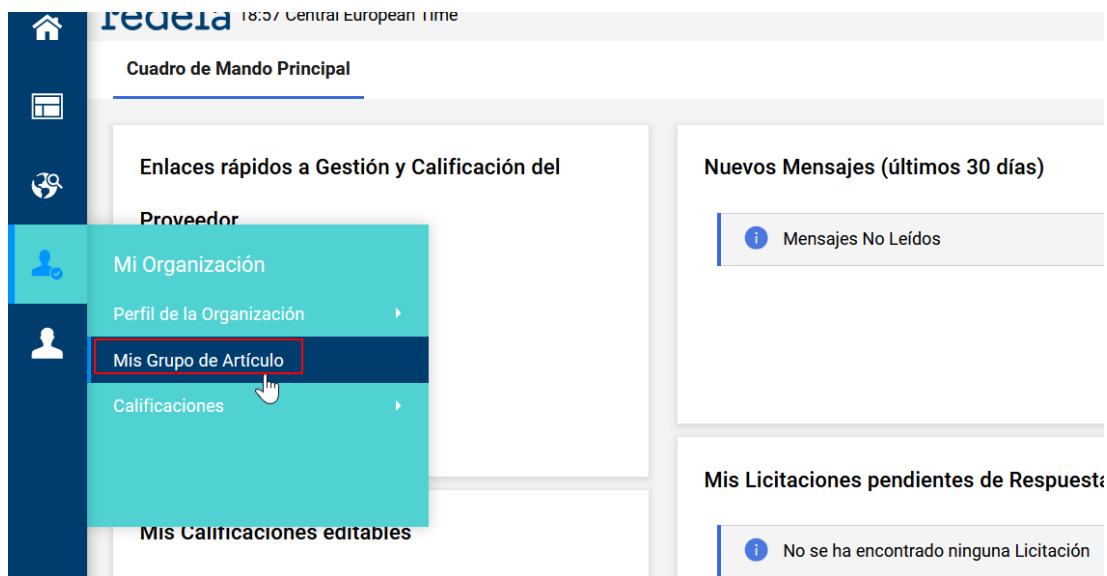 redeia 18:57 Central European Time
Cuadro de Mando Principal
Enlaces rápidos a Gestión y Calificación del
Proveedor
Nuevos Mensajes (últimos 30 días)
Mensajes No Leídos
Mi Organización
Perfil de la Organización
Mis Grupo de Artículo
Calificaciones
Mis Licitaciones pendientes de Respuesta
Mis Calificaciones editables
No se ha encontrado ninguna Licitación